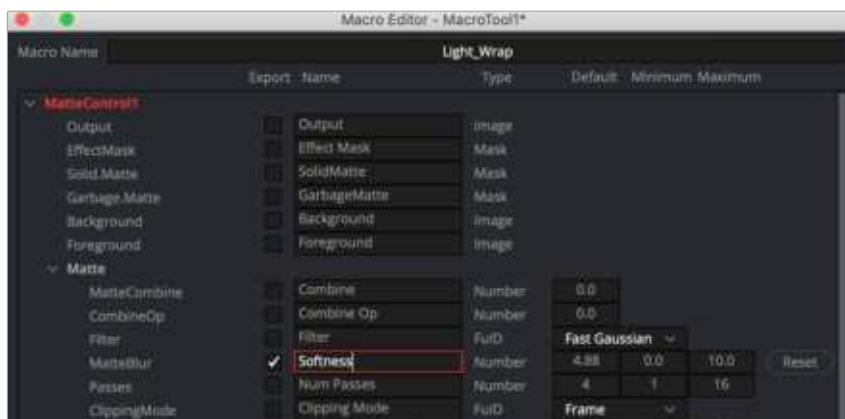 Macro Editor - MacroTool1*
Macro Name Light_Wrap
Export Name Type Default Minimum Maximum
MatteControl1
Output Output Image
EffectMask Effect Mask Mask
Solid.Matte SolidMatte Mask
Garbage.Matte GarbageMatte Mask
Background Background Image
Foreground Foreground Image
Matte
MatteCombine Combine Number 0.0
CombineOp Combine Op Number 0.0
Filter Filter FuID Fast Gaussian
MatteBlur Softness Number 4.88 0.0 10.0 Reset
Passes Num Passes Number 4 1 16
ClippingMode Clipping Mode FuID Frame